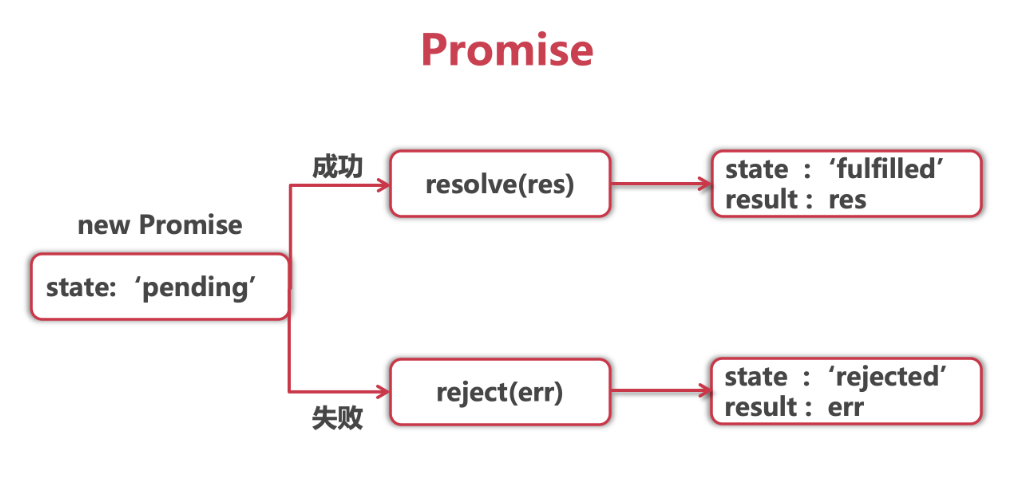 Promise
成功
resolve(res)
state : ‘fulfilled’
result : res
new Promise
state: ‘pending’
reject(err)
state : ‘rejected’
result : err
失败